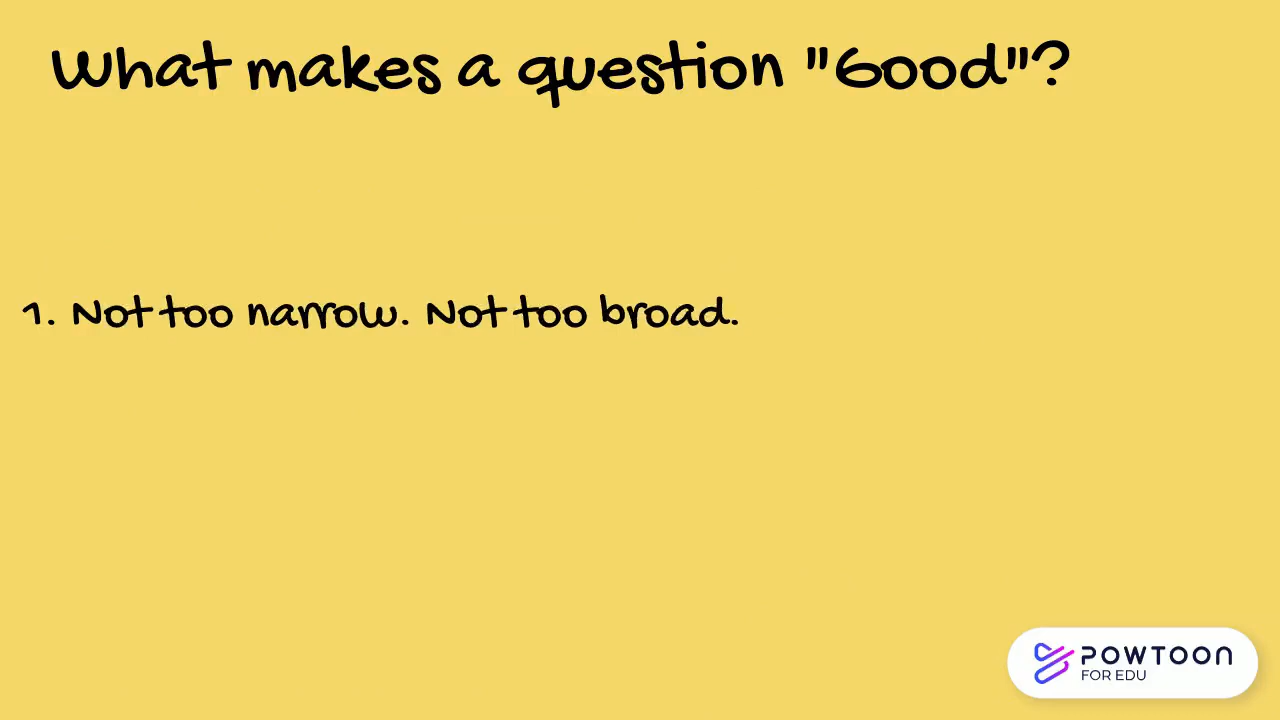 What makes a question "Good"?
1. Not too narrow. Not too broad.
POWTOON
FOR EDU